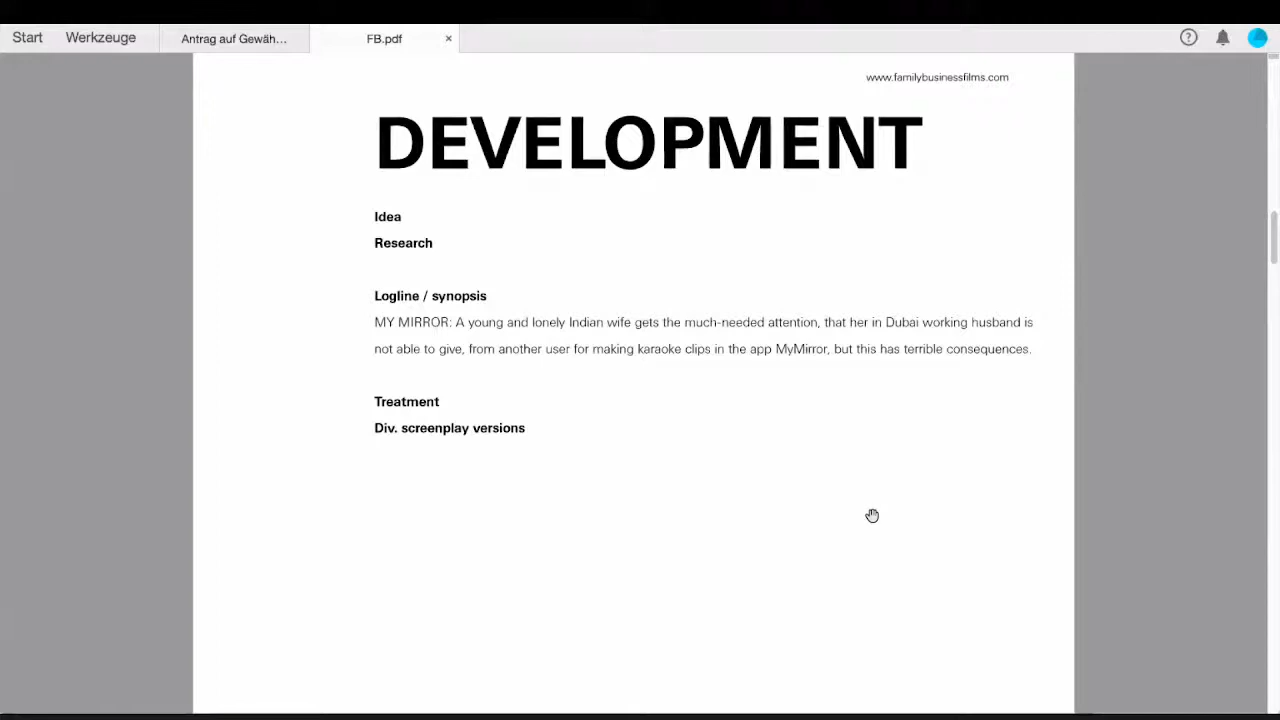 Start Werkzeuge Antrag auf Gewäh... FB.pdf ×
www.familybusinessfilms.com
DEVELOPMENT
Idea
Research
Logline / synopsis
MY MIRROR: A young and lonely Indian wife gets the much-needed attention, that her in Dubai working husband is
not able to give, from another user for making karaoke clips in the app MyMirror, but this has terrible consequences.
Treatment
Div. screenplay versions